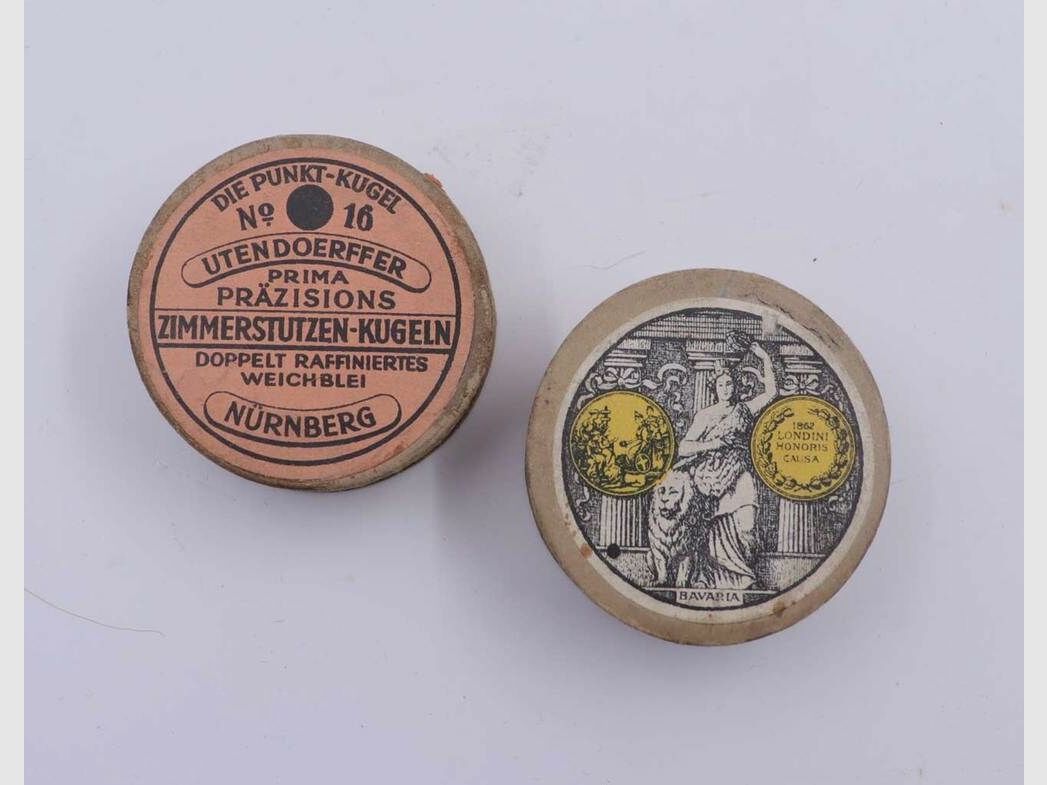 DIE PUNKT-KUGEL
Nº 16
UTENDOERFFER
PRIMA
PRÄZISIONS
ZIMMERSTUTZEN-KUGELN
DOPPELT RAFFINIERTES
WEICHBLEI
NÜRNBERG
1862
LONDINI
HONORIS
CAUSA
BAVARIA